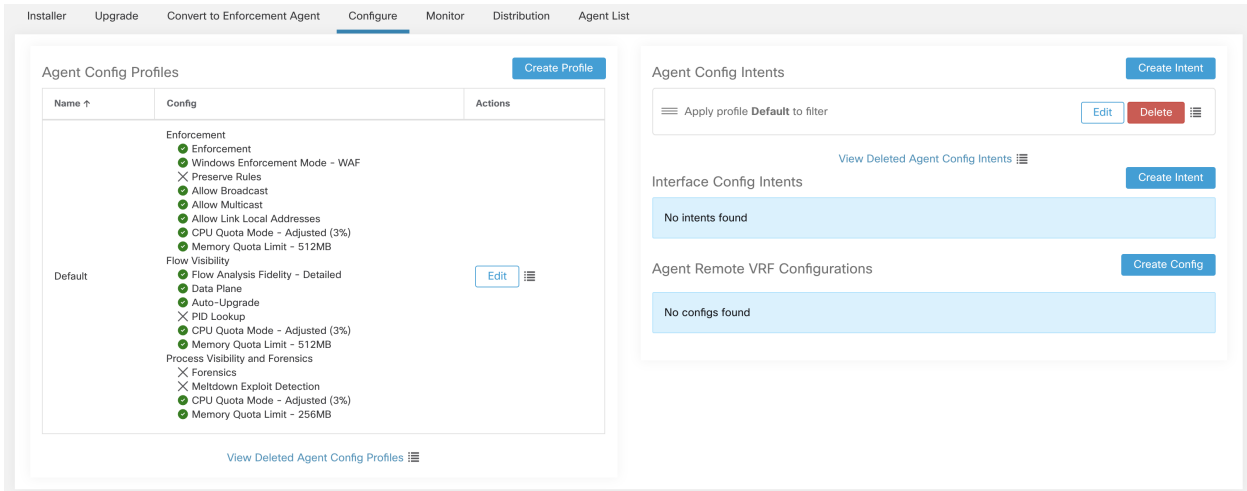 Installer Upgrade Convert to Enforcement Agent Configure Monitor Distribution Agent List
Agent Config Profiles
Create Profile
Name ↑ Config Actions
Default
Enforcement
Enforcement
Windows Enforcement Mode - WAF
Preserve Rules
Allow Broadcast
Allow Multicast
Allow Link Local Addresses
CPU Quota Mode - Adjusted (3%)
Memory Quota Limit - 512MB
Flow Visibility
Flow Analysis Fidelity - Detailed
Data Plane
Auto-Upgrade
PID Lookup
CPU Quota Mode - Adjusted (3%)
Memory Quota Limit - 512MB
Process Visibility and Forensics
Forensics
Meltdown Exploit Detection
CPU Quota Mode - Adjusted (3%)
Memory Quota Limit - 256MB
Edit
View Deleted Agent Config Profiles
Agent Config Intents
Create Intent
Apply profile Default to filter
Edit Delete
View Deleted Agent Config Intents
Interface Config Intents
Create Intent
No intents found
Agent Remote VRF Configurations
Create Config
No configs found